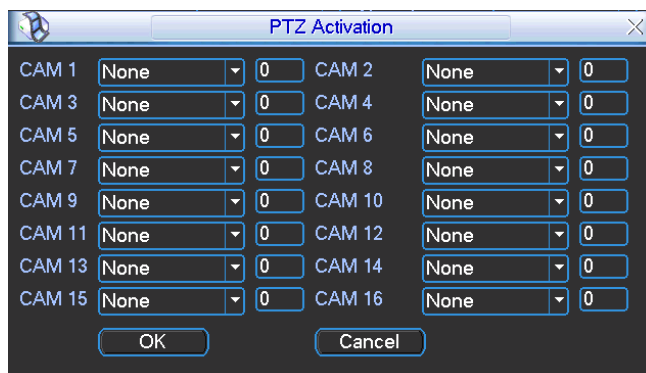 PTZ Activation
CAM 1 None 0 CAM 2 None 0
CAM 3 None 0 CAM 4 None 0
CAM 5 None 0 CAM 6 None 0
CAM 7 None 0 CAM 8 None 0
CAM 9 None 0 CAM 10 None 0
CAM 11 None 0 CAM 12 None 0
CAM 13 None 0 CAM 14 None 0
CAM 15 None 0 CAM 16 None 0
OK Cancel